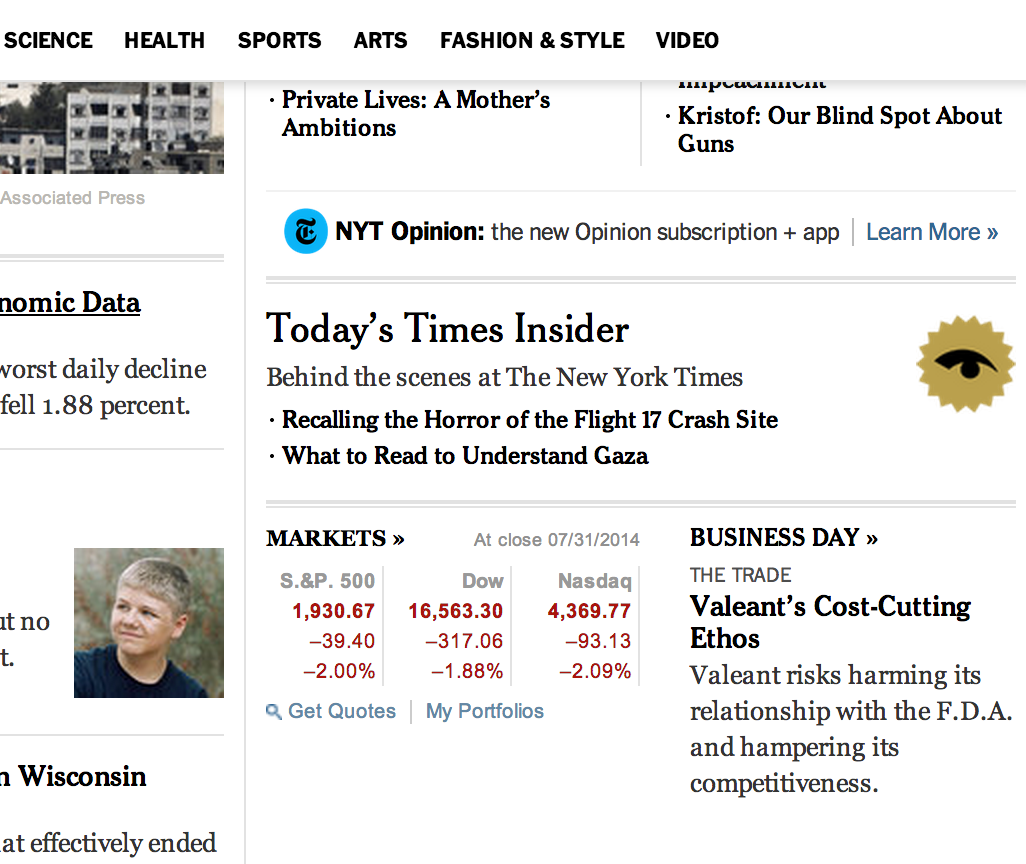 SCIENCE HEALTH SPORTS ARTS FASHION & STYLE VIDEO
Associated Press
nomic Data
worst daily decline
fell 1.88 percent.
ut no
t.
n Wisconsin
at effectively ended
· Private Lives: A Mother’s
Ambitions
Impeachment
· Kristof: Our Blind Spot About
Guns
NYT Opinion: the new Opinion subscription + app Learn More »
Today’s Times Insider
Behind the scenes at The New York Times
· Recalling the Horror of the Flight 17 Crash Site
· What to Read to Understand Gaza
MARKETS » At close 07/31/2014
S.&P. 500 Dow Nasdaq
1,930.67 16,563.30 4,369.77
–39.40 –317.06 –93.13
–2.00% –1.88% –2.09%
Get Quotes My Portfolios
BUSINESS DAY »
THE TRADE
Valeant’s Cost-Cutting
Ethos
Valeant risks harming its
relationship with the F.D.A.
and hampering its
competitiveness.